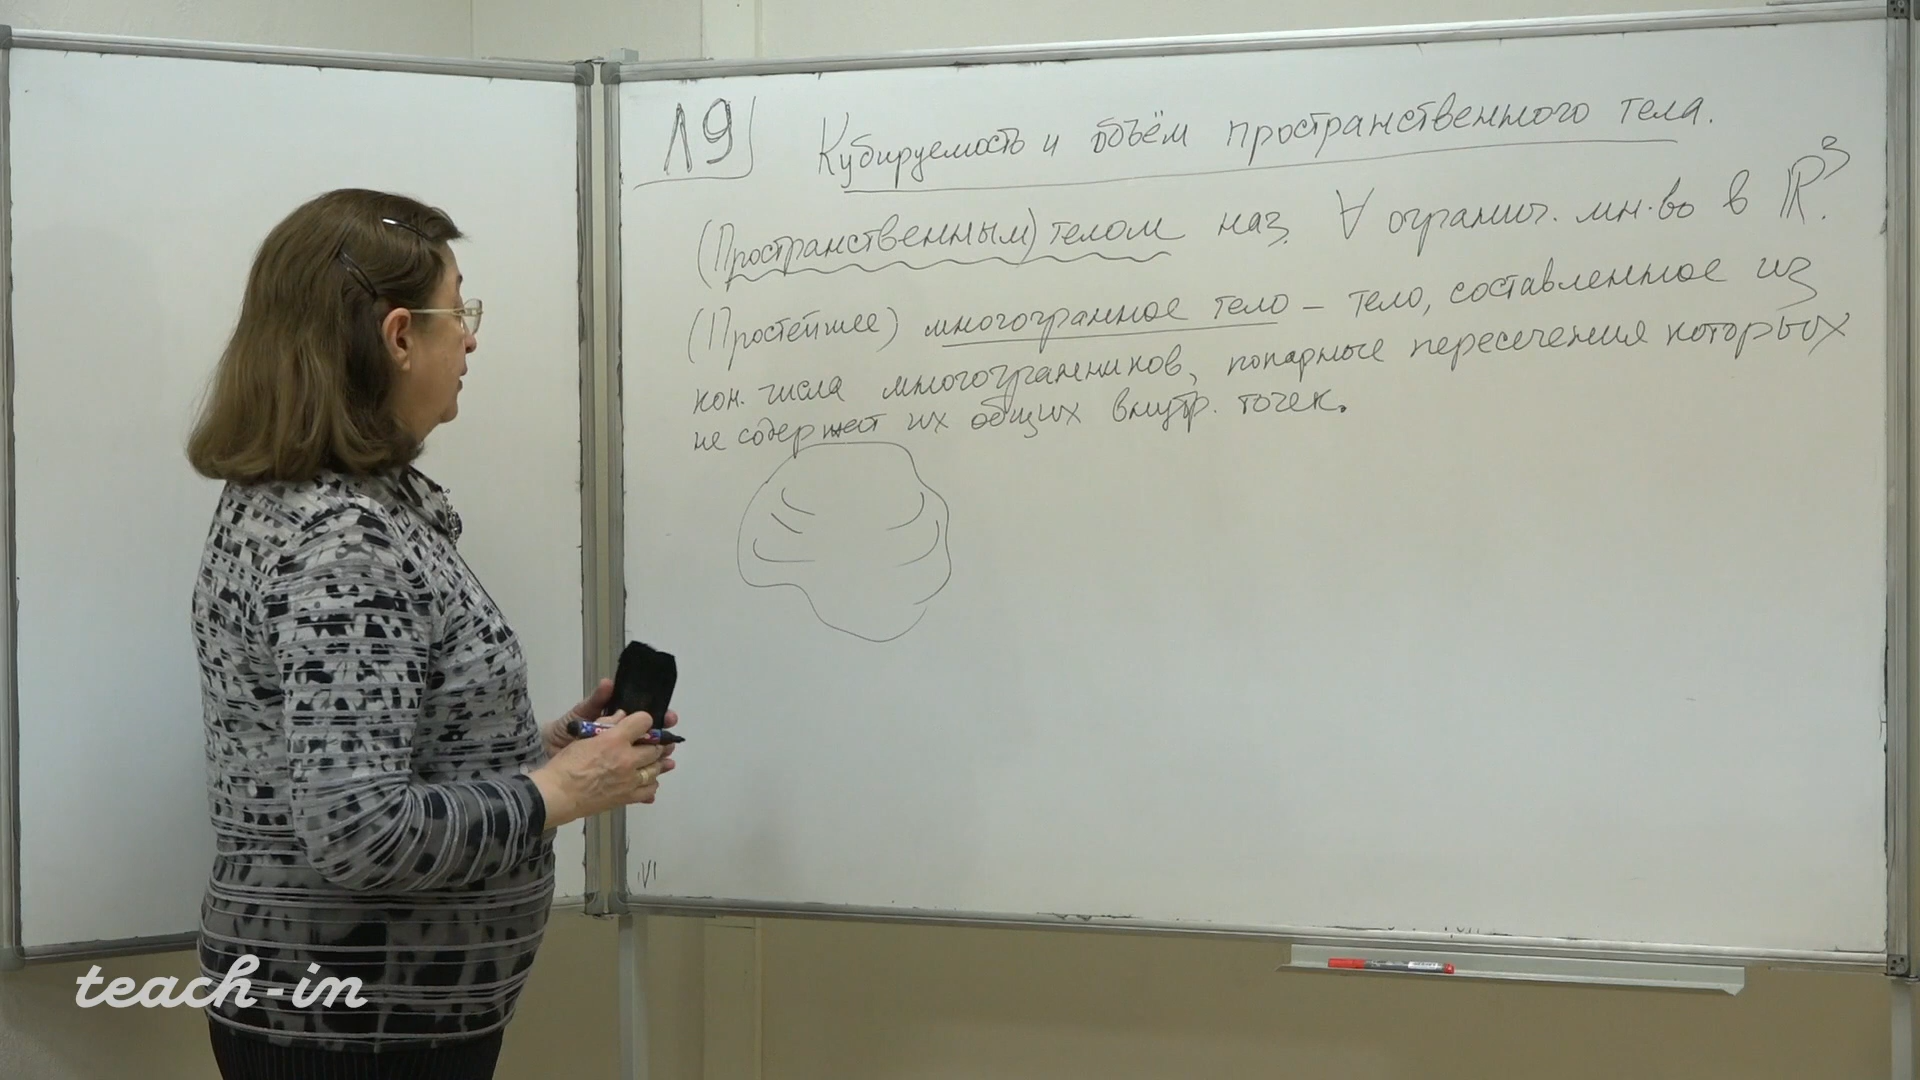 Л9 Кубируемость и объём пространственного тела.
(Пространственным) телом наз. ∀ огранич. мн-во в ℝ³.
(Простейшее) многогранное тело – тело, составленное из
кон. числа многогранников, попарные пересечения которых
не содержат их общих внутр. точек.
teach-in